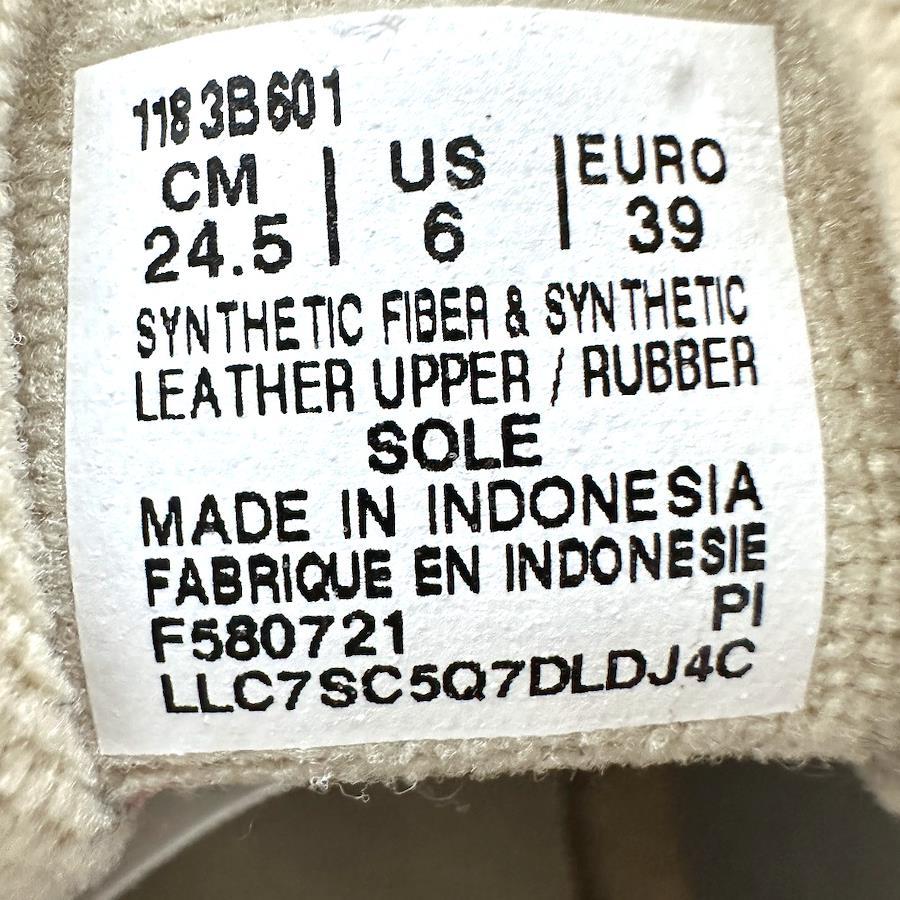 1183B601
CM | US | EURO
24.5 | 6 | 39
SYNTHETIC FIBER & SYNTHETIC
LEATHER UPPER / RUBBER
SOLE
MADE IN INDONESIA
FABRIQUE EN INDONESIE
F580721 PI
LLC7SC5Q7DLDJ4C